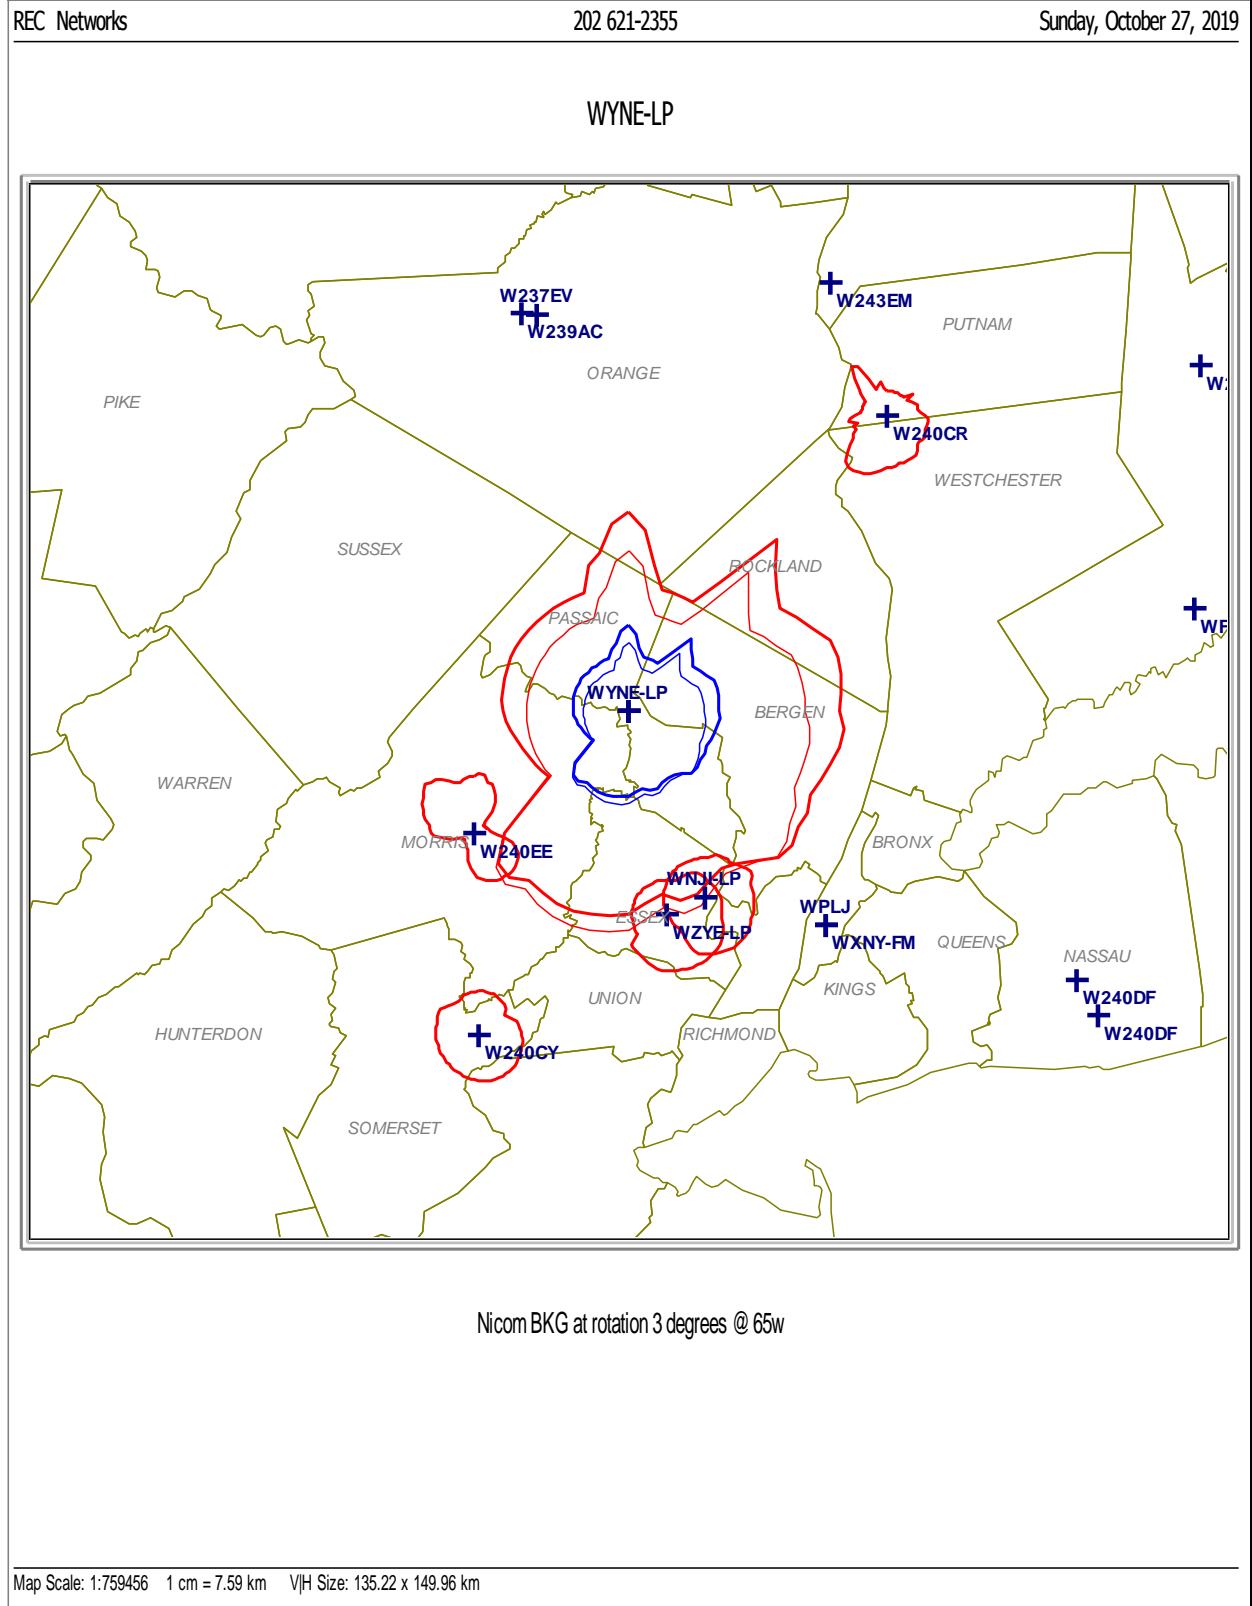 REC Networks 202 621-2355 Sunday, October 27, 2019
WYNE-LP
W237EV
W243EM
W239AC
PUTNAM
ORANGE
PIKE
W240CR
WESTCHESTER
SUSSEX
ROCKLAND
PASSAIC
WYNE-LP
BERGEN
WARREN
MORRIS
BRONX
W240EE
WNJI-LP
WPLJ
ESSEX
WZYE-LP
WXNY-FM
QUEENS
NASSAU
KINGS
W240DF
UNION
W240DF
HUNTERDON
RICHMOND
W240CY
SOMERSET
Nicom BKG at rotation 3 degrees @ 65w
Map Scale: 1:759456 1 cm = 7.59 km V|H Size: 135.22 x 149.96 km